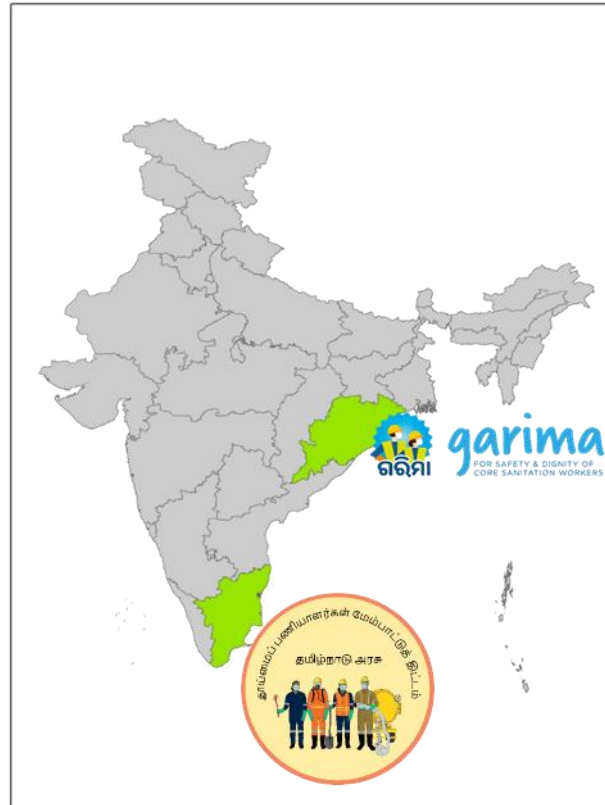 ଗରିମା
garima
FOR SAFETY & DIGNITY OF
CORE SANITATION WORKERS
தூய்மைப் பணியாளர்கள் மேம்பாட்டுத் திட்டம்
தமிழ்நாடு அரசு